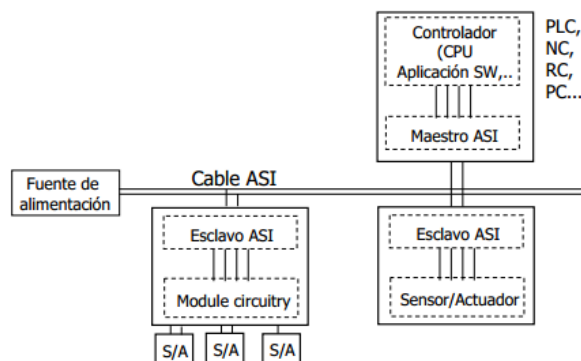 Controlador
(CPU
Aplicación SW,..
Maestro ASI
PLC,
NC,
RC,
PC...
Cable ASI
Fuente de
alimentación
Esclavo ASI
Module circuitry
S/A
S/A
S/A
Esclavo ASI
Sensor/Actuador